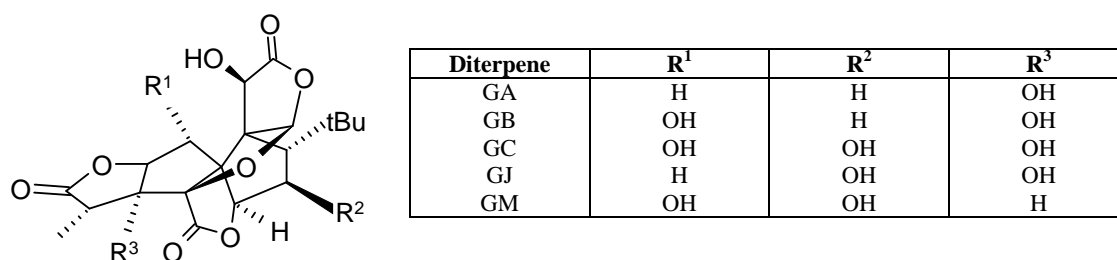 O
HO
O
R1
tBu
O
O
O
R2
O
H
O
R3
Diterpene R1 R2 R3
GA H H OH
GB OH H OH
GC OH OH OH
GJ H OH OH
GM OH OH H